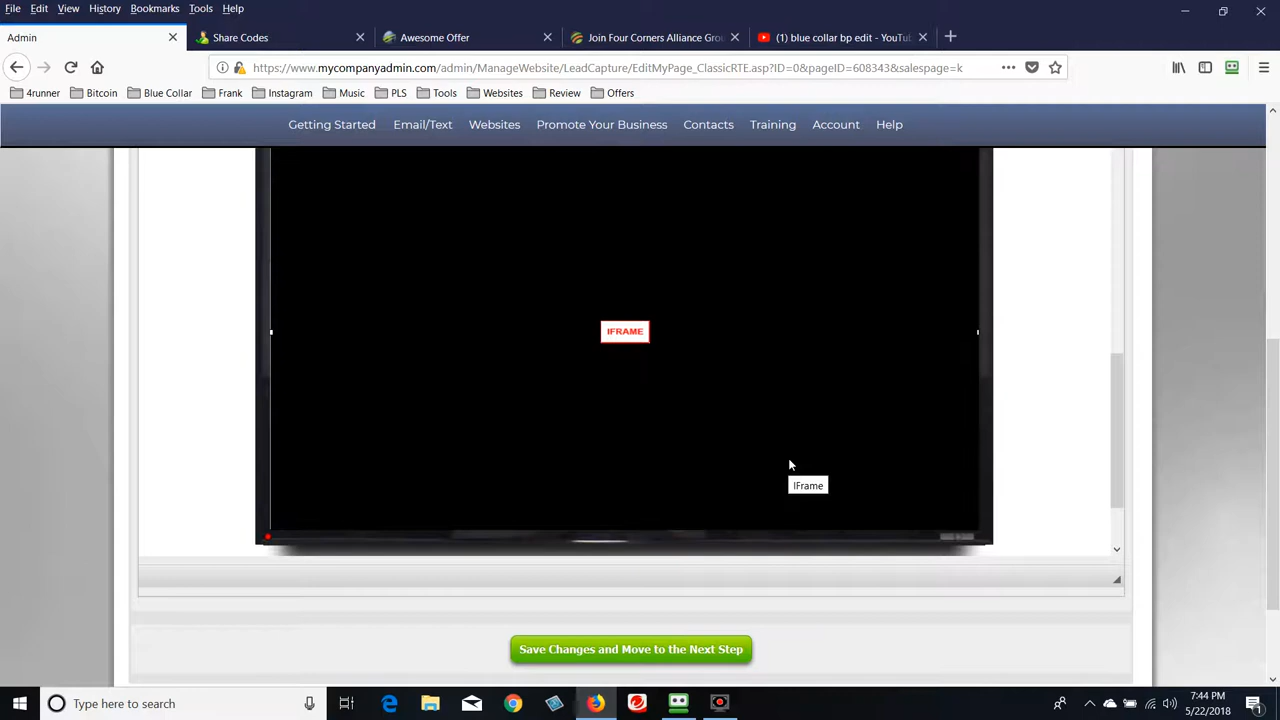 File Edit View History Bookmarks Tools Help
Admin
Share Codes
Awesome Offer
Join Four Corners Alliance Grou
(1) blue collar bp edit - YouTu
https://www.mycompanyadmin.com/admin/ManageWebsite/LeadCapture/EditMyPage_ClassicRTE.asp?ID=0&pageID=608343&salespage=k
4runner Bitcoin Blue Collar Frank Instagram Music PLS Tools Websites Review Offers
Getting Started Email/Text Websites Promote Your Business Contacts Training Account Help
IFRAME
IFrame
Save Changes and Move to the Next Step
Type here to search
7:44 PM
5/22/2018